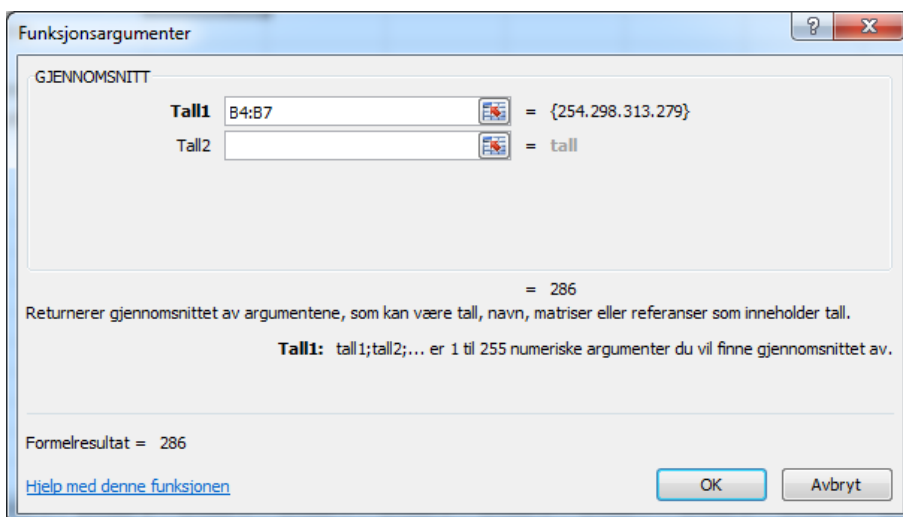 Funksjonsargumenter
GJENNOMSNITT
Tall1 B4:B7 = {254.298.313.279}
Tall2 = tall
= 286
Returnerer gjennomsnittet av argumentene, som kan være tall, navn, matriser eller referanser som inneholder tall.
Tall1: tall1;tall2;... er 1 til 255 numeriske argumenter du vil finne gjennomsnittet av.
Formelresultat = 286
Hjelp med denne funksjonen OK Avbryt